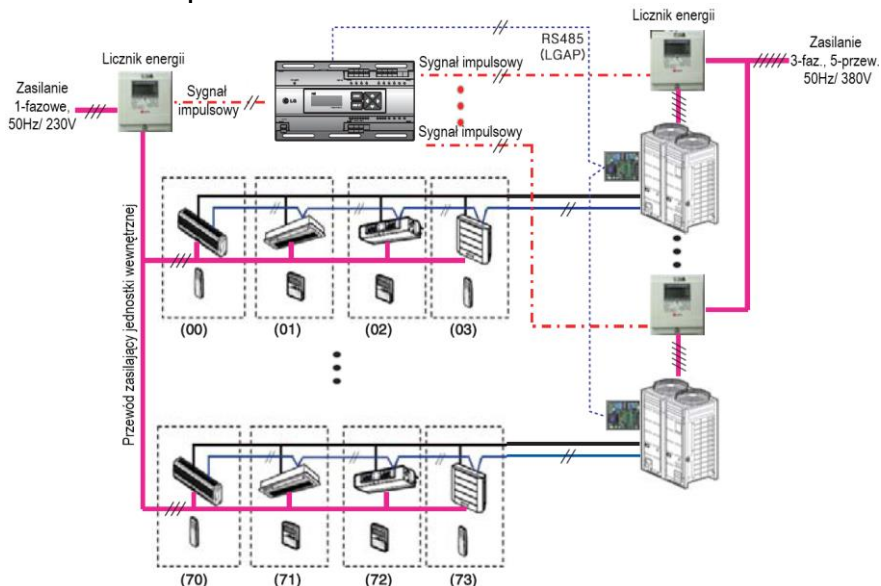 RS485
(LGAP)
Licznik energii
Licznik energii
Zasilanie
1-fazowe,
50Hz/ 230V
Sygnał
impulsowy
LG
Sygnał impulsowy
Sygnał impulsowy
Zasilanie
3-faz., 5-przew.
50Hz/ 380V
Przewód zasilający jednostki wewnętrznej
(00) (01) (02) (03)
(70) (71) (72) (73)